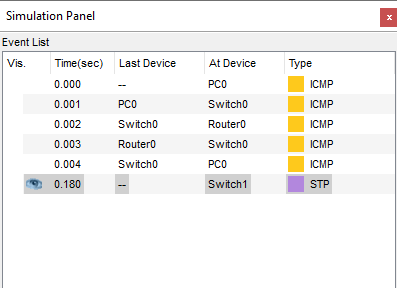 Simulation Panel x
Event List
Vis. Time(sec) Last Device At Device Type
0.000 -- PC0 ICMP
0.001 PC0 Switch0 ICMP
0.002 Switch0 Router0 ICMP
0.003 Router0 Switch0 ICMP
0.004 Switch0 PC0 ICMP
0.180 -- Switch1 STP